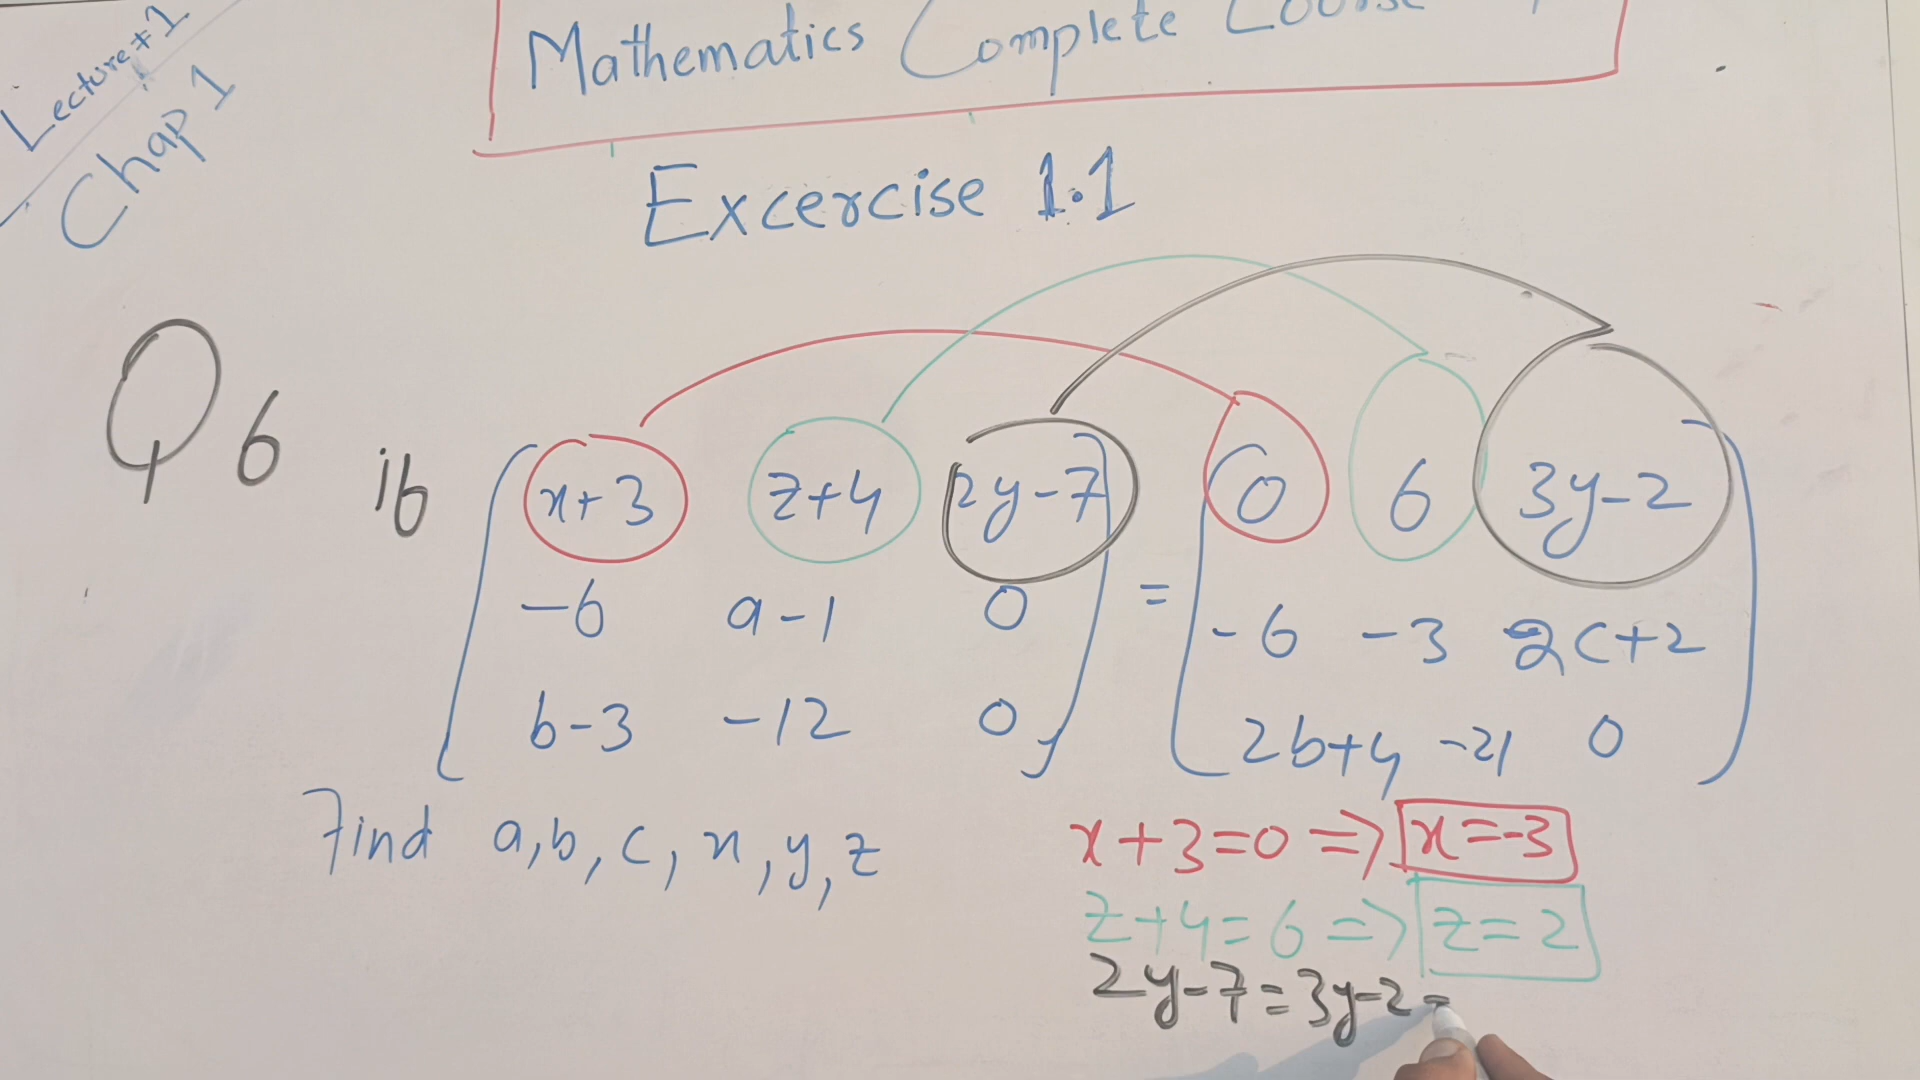 Lecture # 1
Chap 1
Mathematics Complete Course
Excercise 1.1
Q6
if
x+3 z+4 2y-7
-6 a-1 0
b-3 -12 0
=
0 6 3y-2
-6 -3 2c+2
2b+4 -21 0
Find a,b,c,x,y,z
x+3=0 => x=-3
z+4=6 => z=2
2y-7=3y-2 =